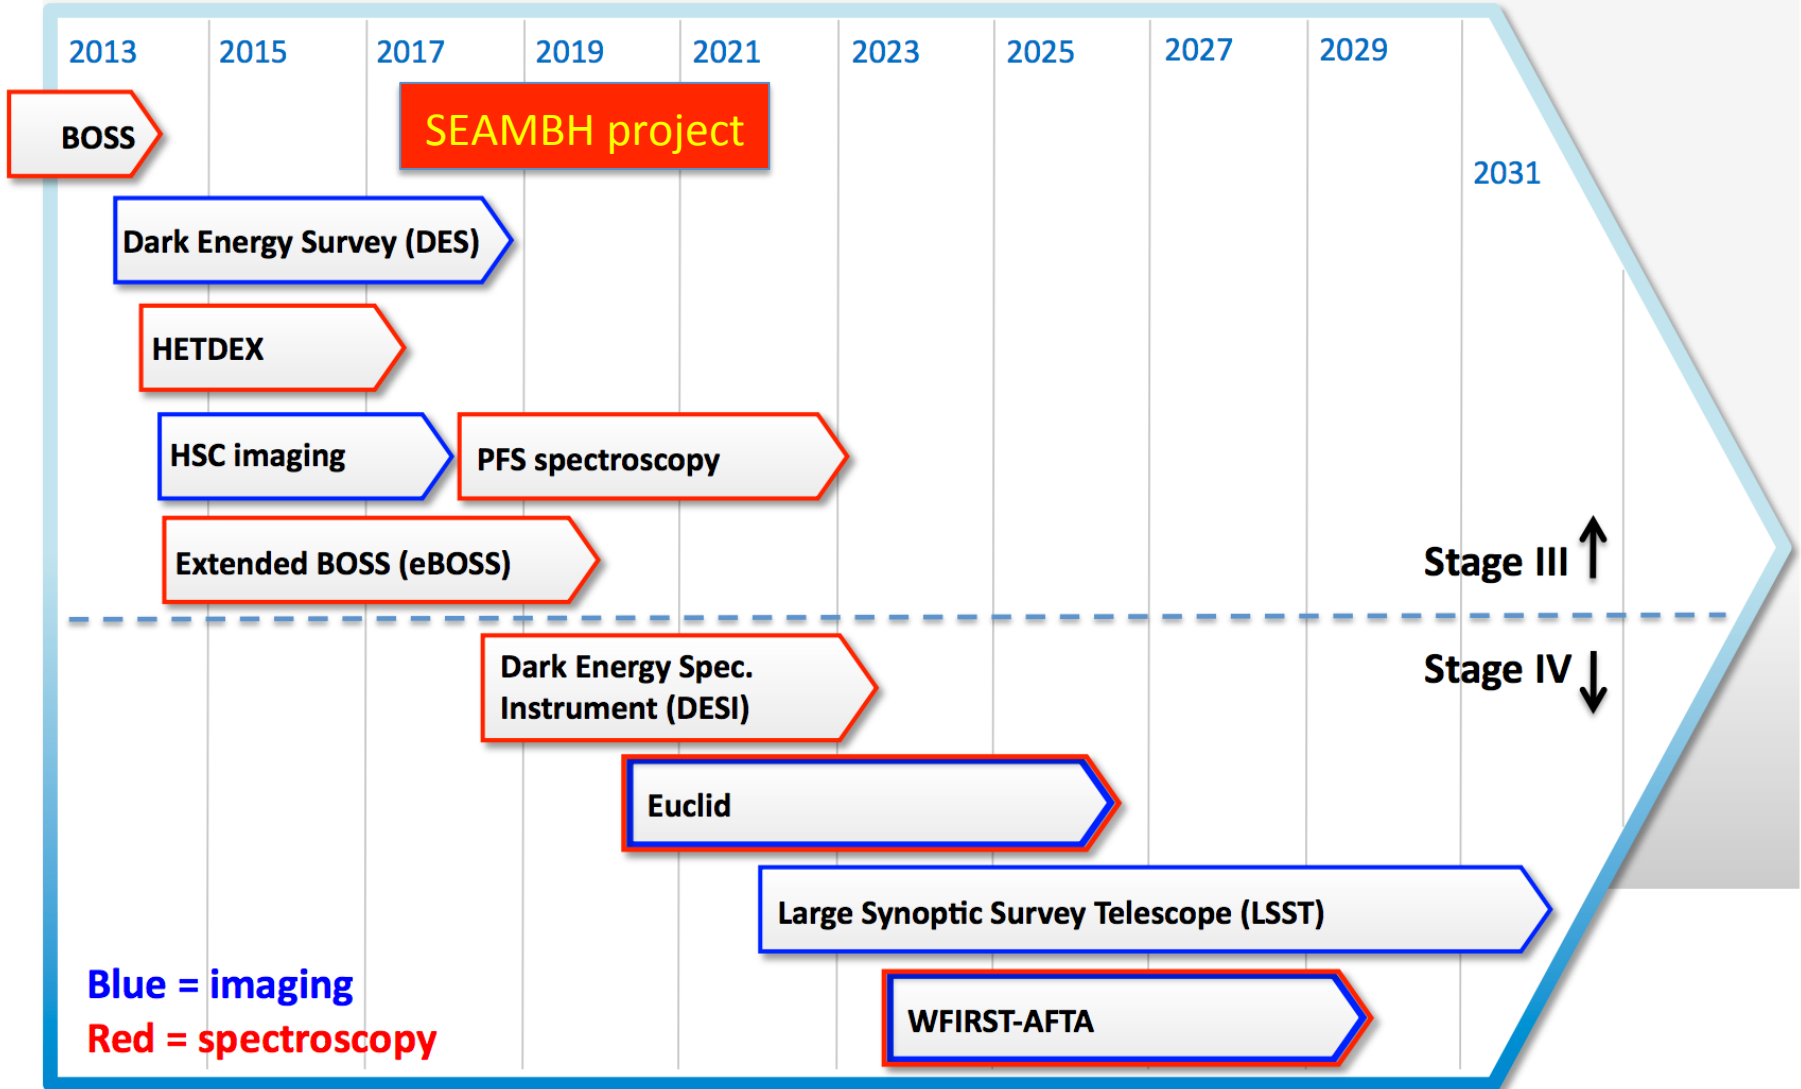 2013 2015 2017 2019 2021 2023 2025 2027 2029
SEAMBH project
BOSS
2031
Dark Energy Survey (DES)
HETDEX
HSC imaging
PFS spectroscopy
Extended BOSS (eBOSS)
Stage III
Stage IV
Dark Energy Spec.
Instrument (DESI)
Euclid
Large Synoptic Survey Telescope (LSST)
WFIRST-AFTA
Blue = imaging
Red = spectroscopy